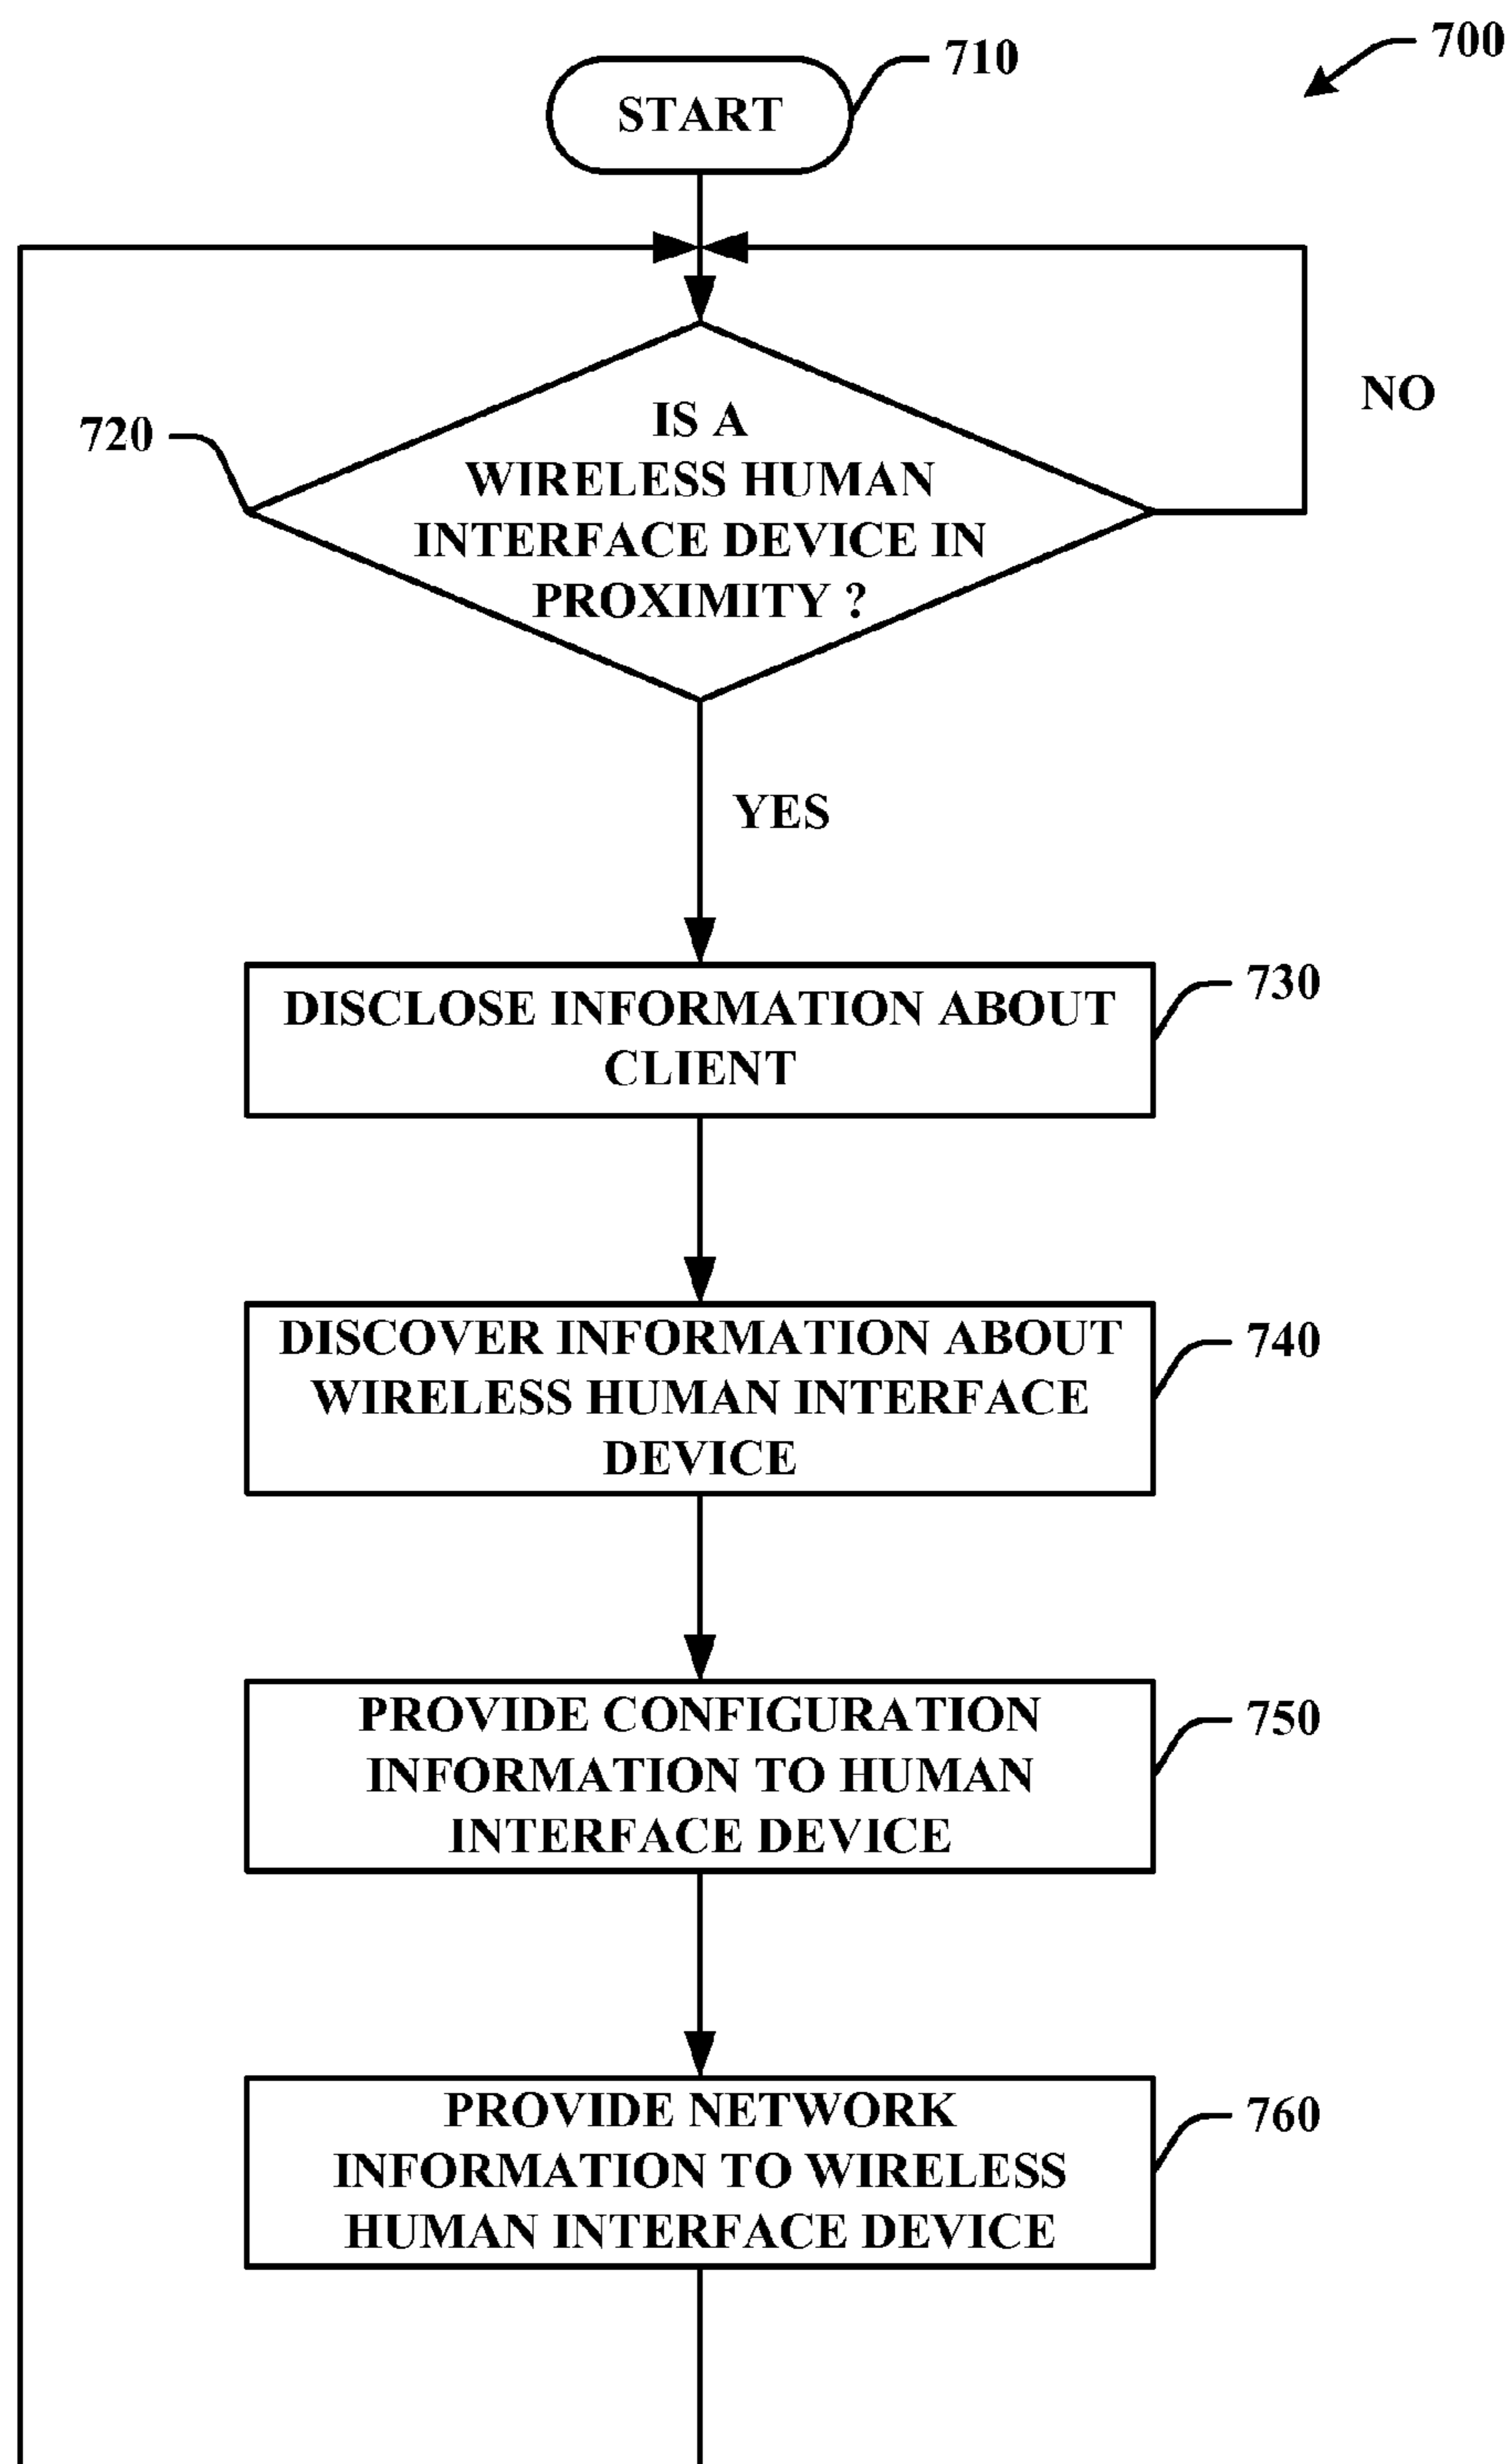 700
710
START
720
IS A
WIRELESS HUMAN
INTERFACE DEVICE IN
PROXIMITY ?
NO
YES
730
DISCLOSE INFORMATION ABOUT
CLIENT
740
DISCOVER INFORMATION ABOUT
WIRELESS HUMAN INTERFACE
DEVICE
750
PROVIDE CONFIGURATION
INFORMATION TO HUMAN
INTERFACE DEVICE
760
PROVIDE NETWORK
INFORMATION TO WIRELESS
HUMAN INTERFACE DEVICE